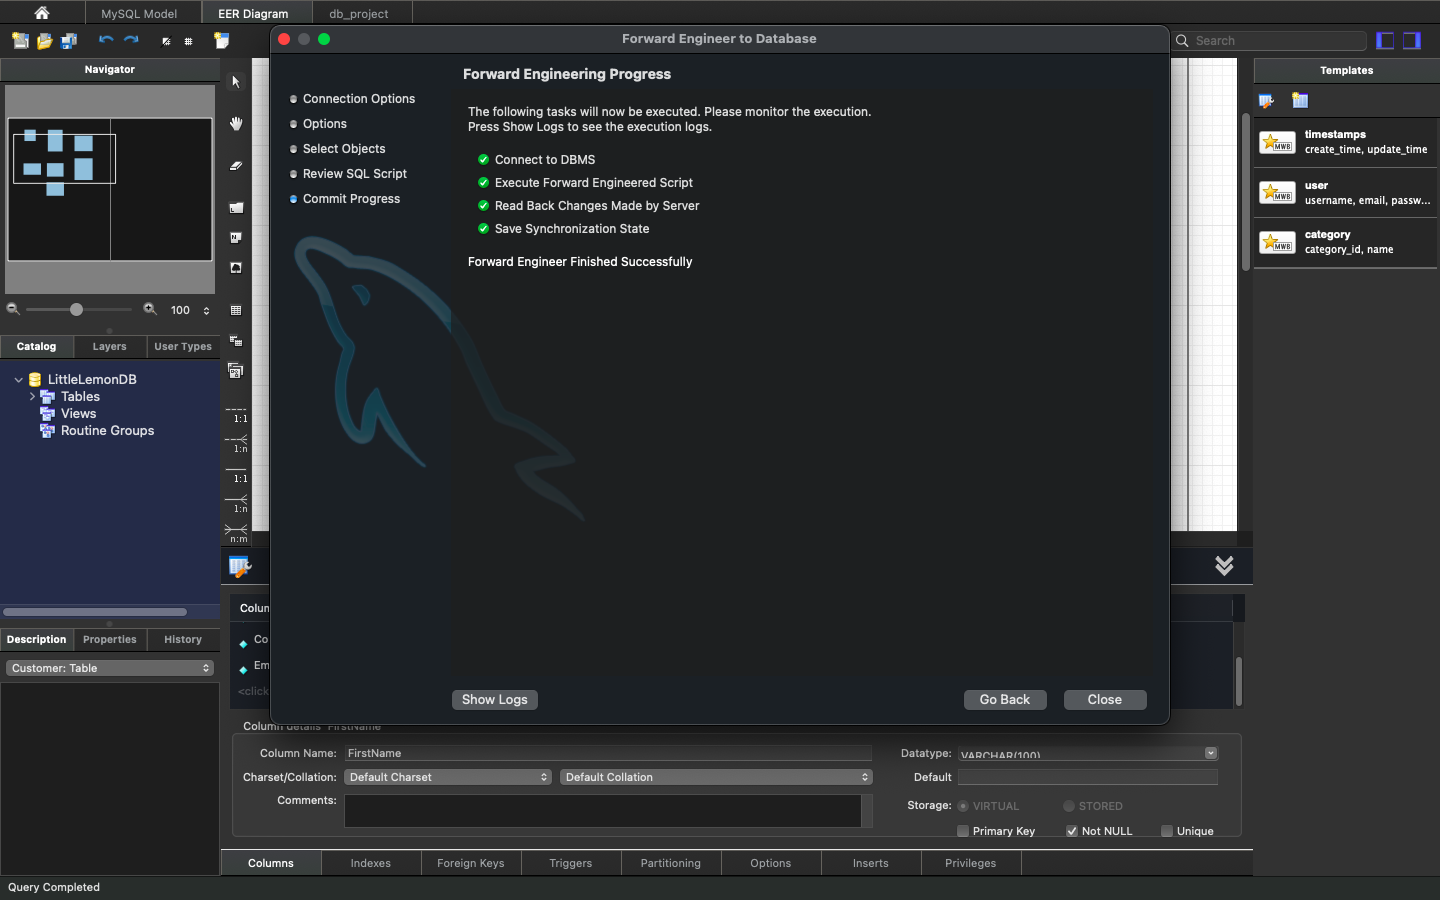 MySQL Model
EER Diagram
db_project
Forward Engineer to Database
Search
Navigator
Templates
Forward Engineering Progress
Connection Options
Options
Select Objects
Review SQL Script
Commit Progress
The following tasks will now be executed. Please monitor the execution.
Press Show Logs to see the execution logs.
Connect to DBMS
Execute Forward Engineered Script
Read Back Changes Made by Server
Save Synchronization State
Forward Engineer Finished Successfully
timestamps
create_time, update_time
user
username, email, passw...
category
category_id, name
MWB
MWB
MWB
100
Catalog
Layers
User Types
LittleLemonDB
Tables
Views
Routine Groups
1:1
1:n
1:1
1:n
n:m
Colun
Co
Em
<click
Description
Properties
History
Customer: Table
Show Logs
Go Back
Close
Column details 'FirstName'
Column Name:
FirstName
Datatype:
VARCHAR(100)
Charset/Collation:
Default Charset
Default Collation
Default
Comments:
Storage:
VIRTUAL
STORED
Primary Key
Not NULL
Unique
Columns
Indexes
Foreign Keys
Triggers
Partitioning
Options
Inserts
Privileges
Query Completed